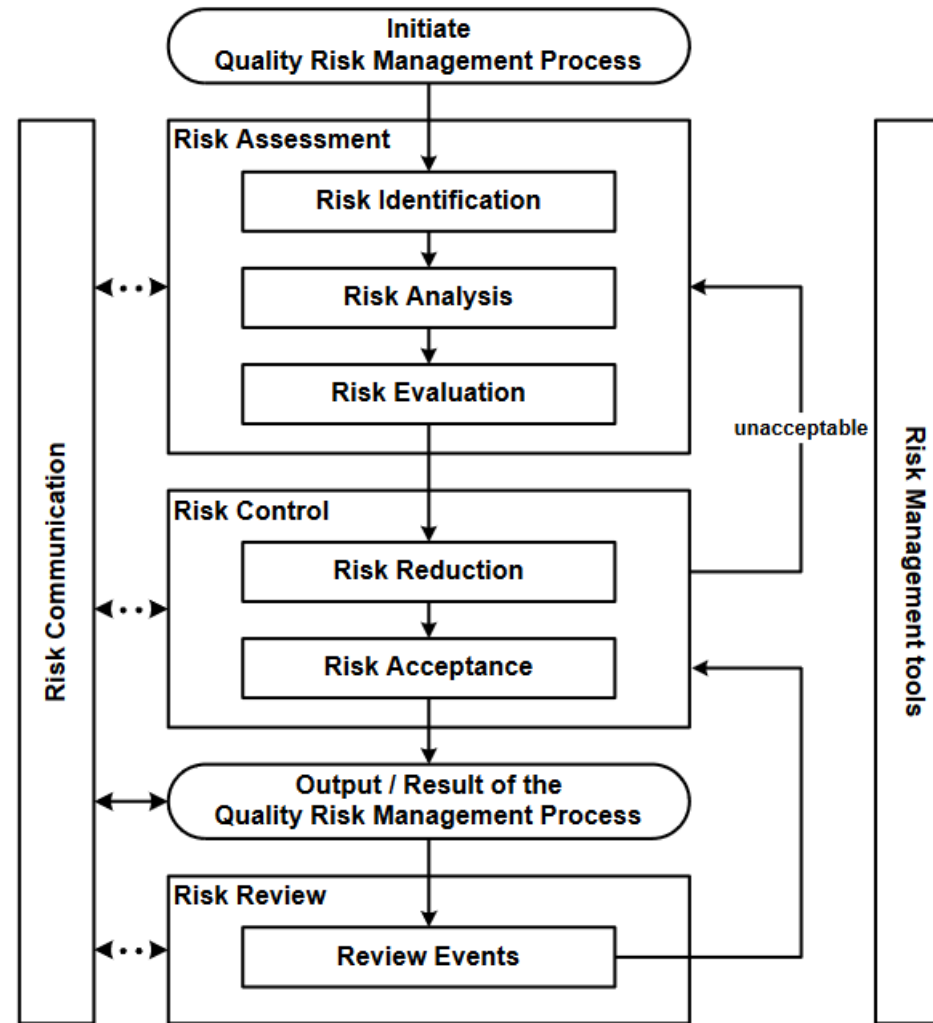 Initiate
Quality Risk Management Process
Risk Assessment
Risk Identification
Risk Analysis
Risk Evaluation
unacceptable
Risk Control
Risk Reduction
Risk Acceptance
Output / Result of the
Quality Risk Management Process
Risk Review
Review Events
Risk Communication
Risk Management tools